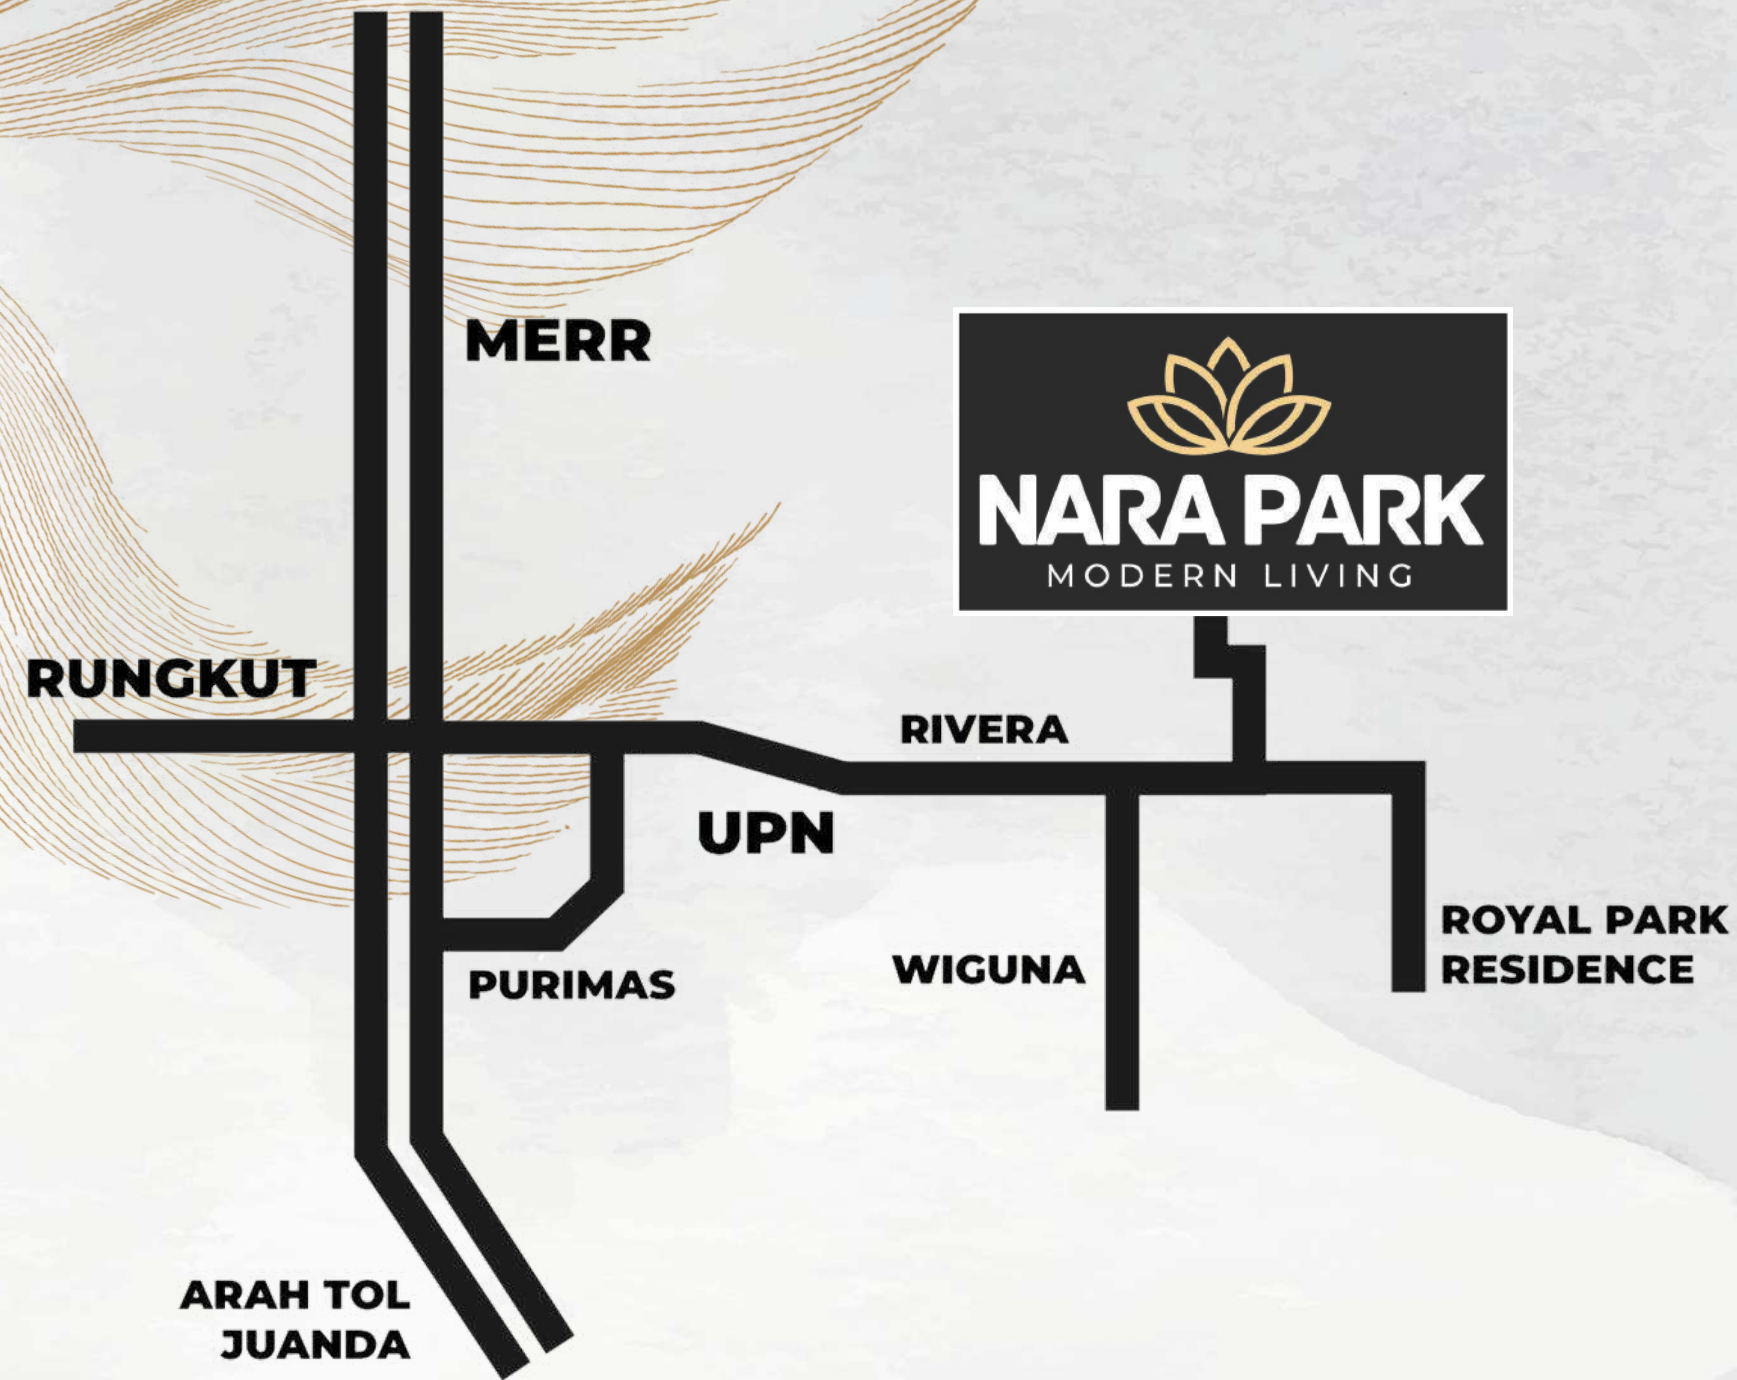 MERR
NARA PARK
MODERN LIVING
RUNGKUT
RIVERA
UPN
ROYAL PARK
RESIDENCE
WIGUNA
PURIMAS
ARAH TOL
JUANDA